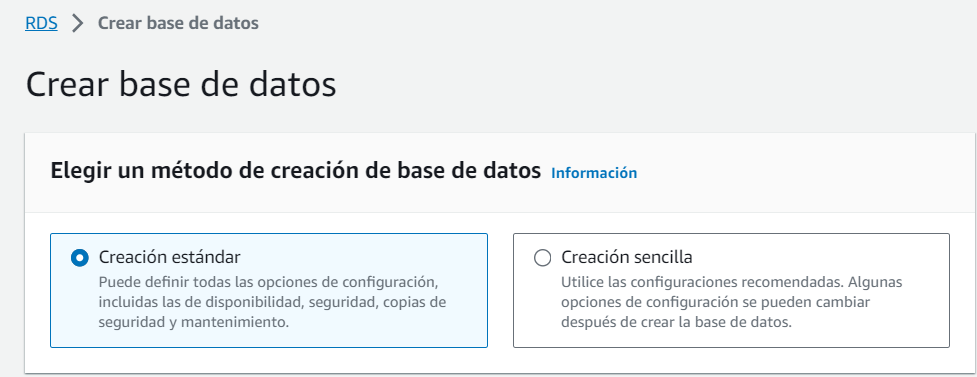 RDS > Crear base de datos
Crear base de datos
Elegir un método de creación de base de datos Información
Creación estándar
Puede definir todas las opciones de configuración,
incluidas las de disponibilidad, seguridad, copias de
seguridad y mantenimiento.
Creación sencilla
Utilice las configuraciones recomendadas. Algunas
opciones de configuración se pueden cambiar
después de crear la base de datos.